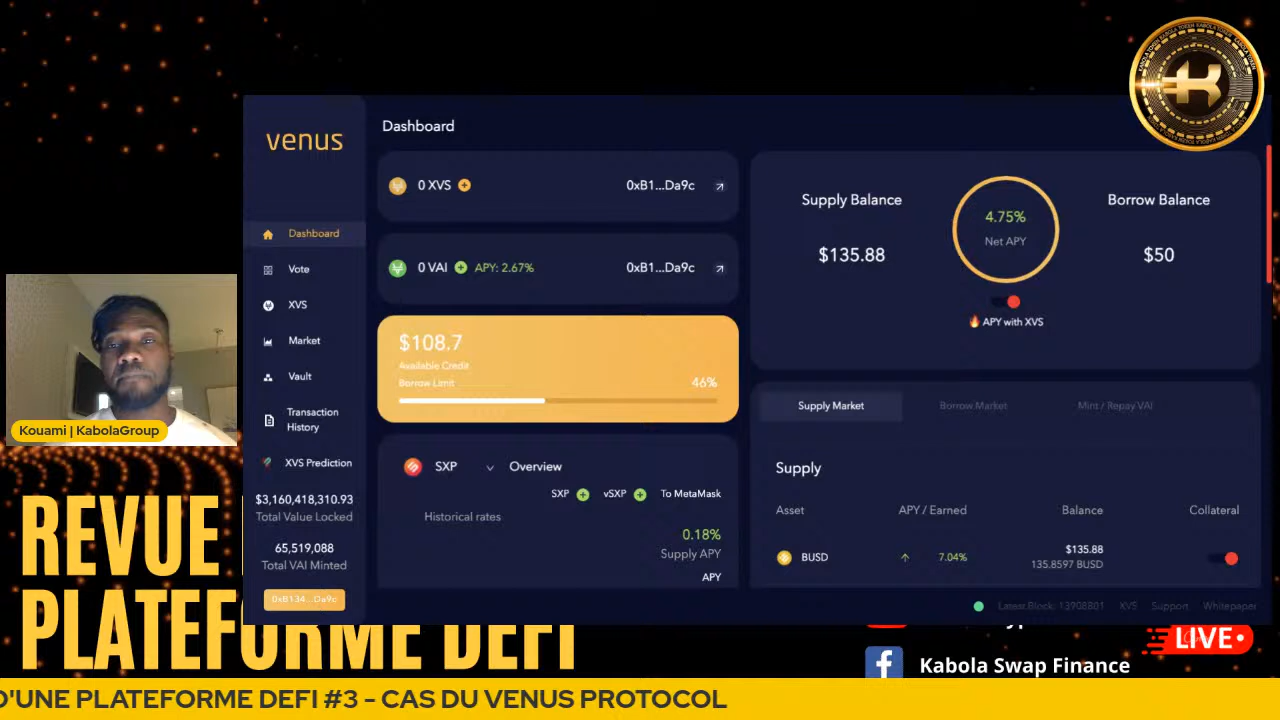 venus
Dashboard
Vote
XVS
Market
Vault
Transaction
History
XVS Prediction
$3,160,418,310.93
Total Value Locked
65,519,088
Total VAI Minted
0xB134...Da9c
Dashboard
0 XVS
0xB1...Da9c
0 VAI
APY: 2.67%
0xB1...Da9c
$108.7
Available Credit
Borrow Limit
46%
SXP
Overview
SXP
vSXP
To MetaMask
Historical rates
0.18%
Supply APY
APY
Supply Balance
$135.88
4.75%
Net APY
APY with XVS
Borrow Balance
$50
Supply Market
Borrow Market
Mint / Repay VAI
Supply
Asset
APY / Earned
Balance
Collateral
BUSD
7.04%
$135.88
135.8597 BUSD
Latest Block: 13908801
XVS
Support
Whitepaper
Kouami | KabolaGroup
REVUE
PLATEFORME DEFI
LIVE
Kabola Swap Finance
D'UNE PLATEFORME DEFI #3 - CAS DU VENUS PROTOCOL